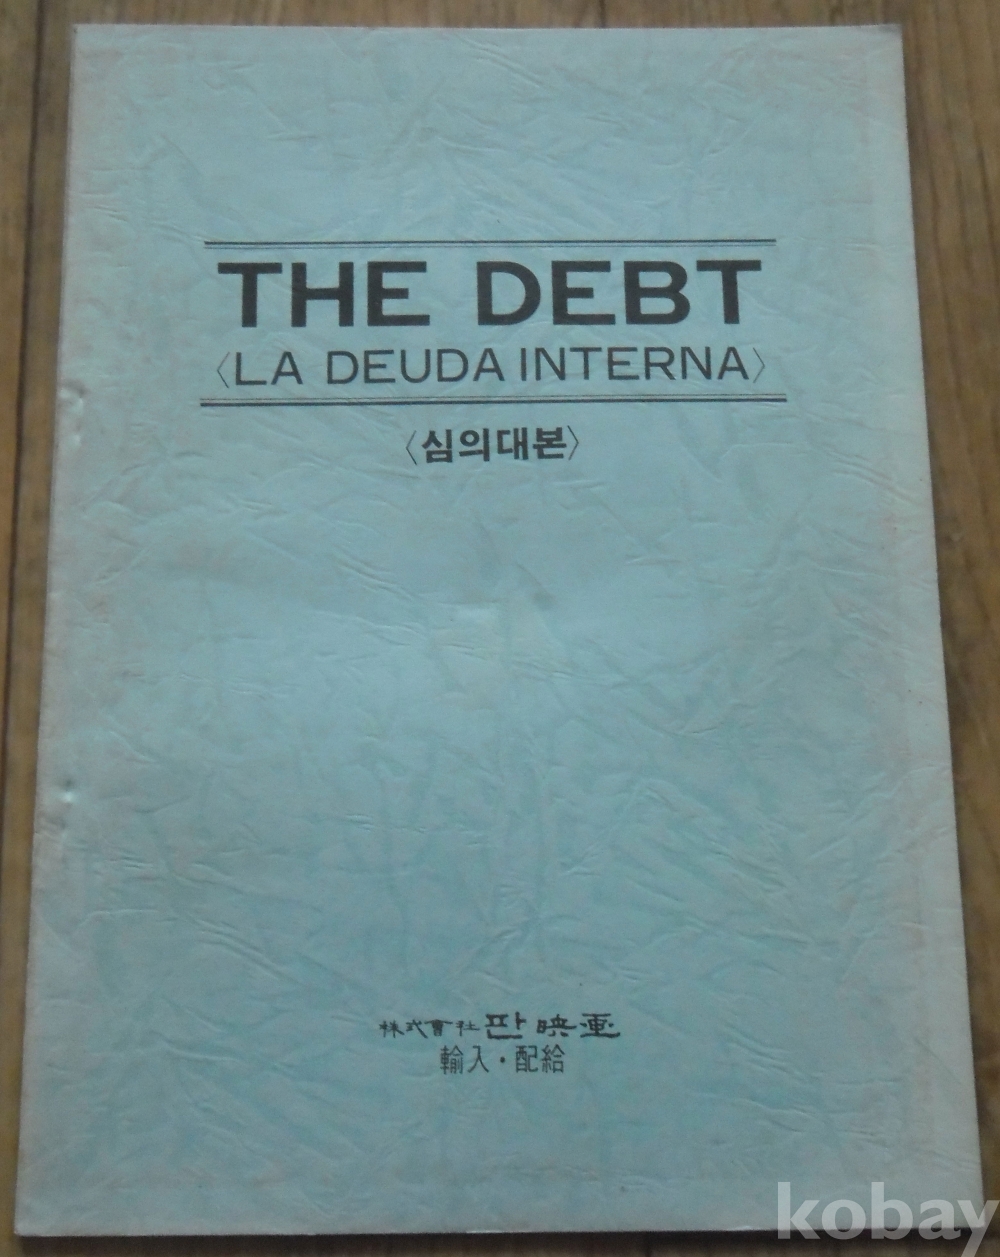 THE DEBT
〈LA DEUDA INTERNA〉
〈심의대본〉
株式會社 판 映畫
輸入·配給
kobay